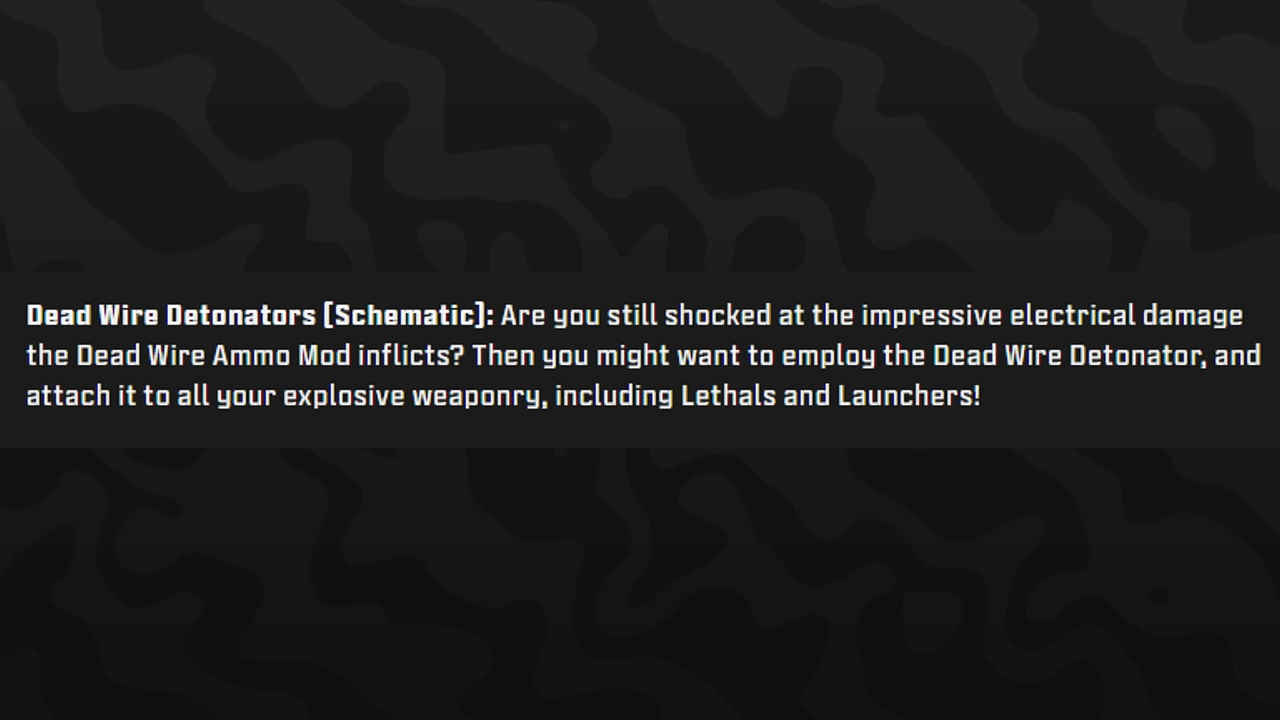 Dead Wire Detonators [Schematic]: Are you still shocked at the impressive electrical damage
the Dead Wire Ammo Mod inflicts? Then you might want to employ the Dead Wire Detonator, and
attach it to all your explosive weaponry, including Lethals and Launchers!